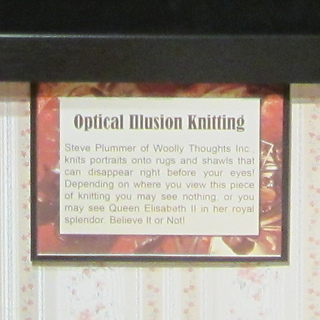 Optical Illusion Knitting
Steve Plummer of Woolly Thoughts Inc.,
knits portraits onto rugs and shawls that
can disappear right before your eyes!
Depending on where you view this piece
of knitting you may see nothing, or you
may see Queen Elisabeth II in her royal
splendor. Believe It or Not!